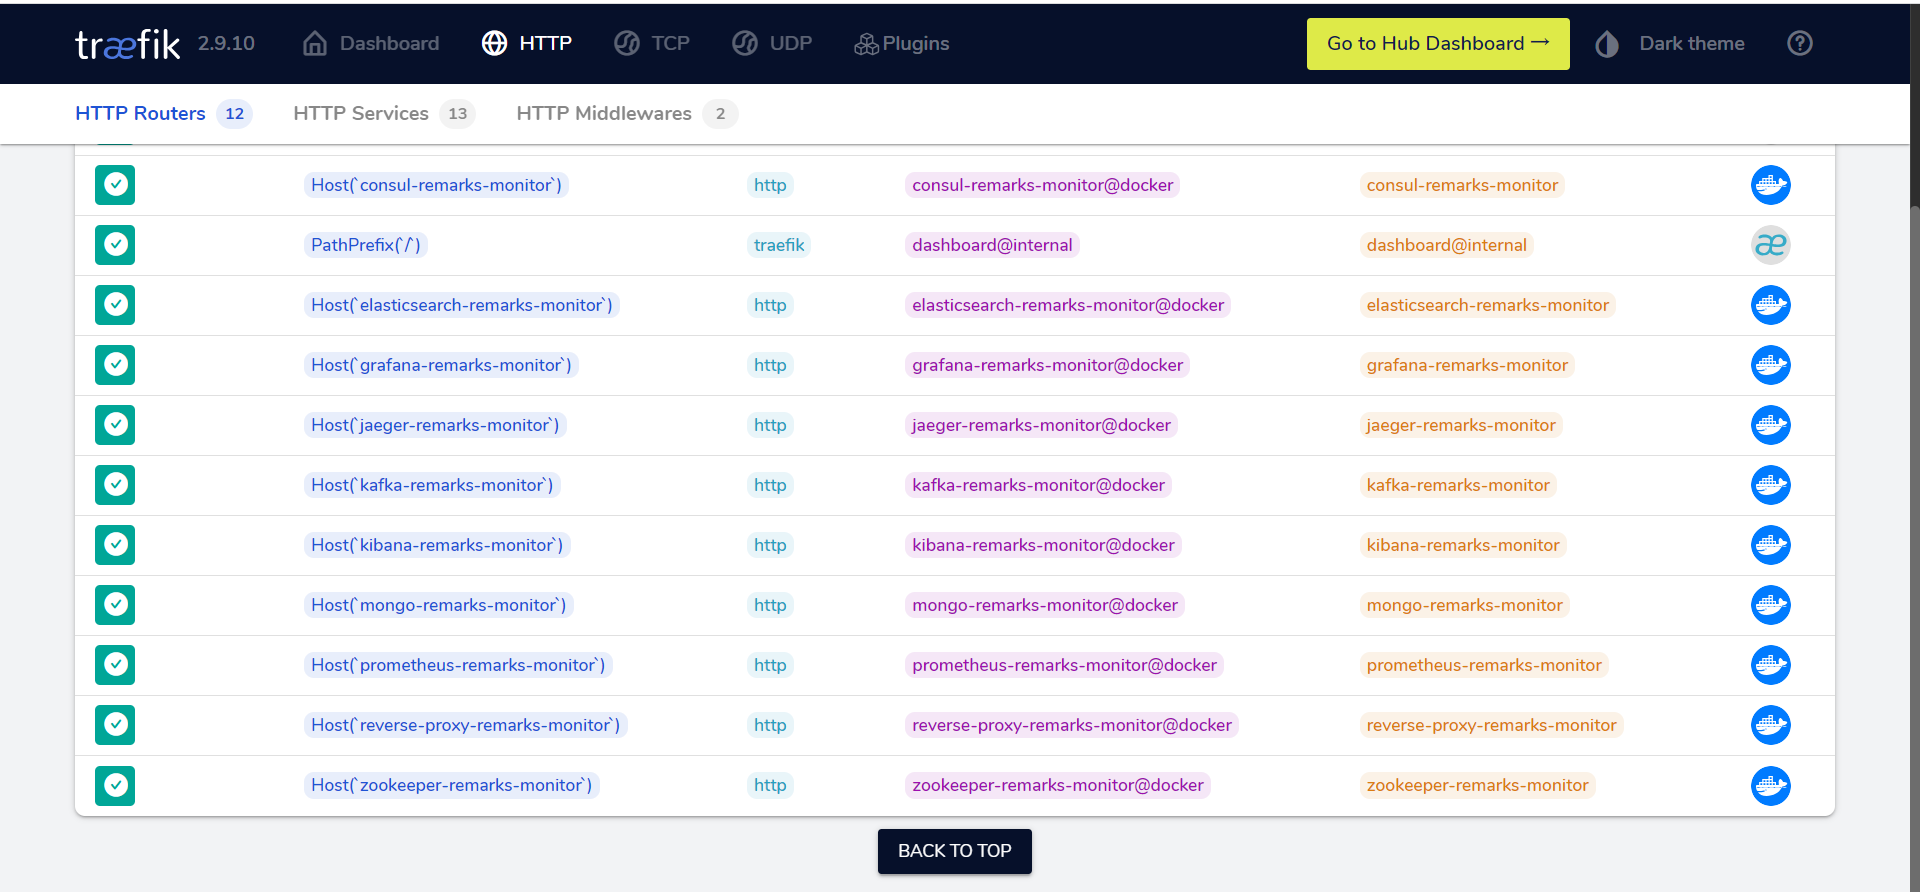 træfik 2.9.10 Dashboard HTTP TCP UDP Plugins Go to Hub Dashboard → Dark theme
HTTP Routers 12 HTTP Services 13 HTTP Middlewares 2
Host(`consul-remarks-monitor`) http consul-remarks-monitor@docker consul-remarks-monitor
PathPrefix(`/`) traefik dashboard@internal dashboard@internal æ
Host(`elasticsearch-remarks-monitor`) http elasticsearch-remarks-monitor@docker elasticsearch-remarks-monitor
Host(`grafana-remarks-monitor`) http grafana-remarks-monitor@docker grafana-remarks-monitor
Host(`jaeger-remarks-monitor`) http jaeger-remarks-monitor@docker jaeger-remarks-monitor
Host(`kafka-remarks-monitor`) http kafka-remarks-monitor@docker kafka-remarks-monitor
Host(`kibana-remarks-monitor`) http kibana-remarks-monitor@docker kibana-remarks-monitor
Host(`mongo-remarks-monitor`) http mongo-remarks-monitor@docker mongo-remarks-monitor
Host(`prometheus-remarks-monitor`) http prometheus-remarks-monitor@docker prometheus-remarks-monitor
Host(`reverse-proxy-remarks-monitor`) http reverse-proxy-remarks-monitor@docker reverse-proxy-remarks-monitor
Host(`zookeeper-remarks-monitor`) http zookeeper-remarks-monitor@docker zookeeper-remarks-monitor
BACK TO TOP